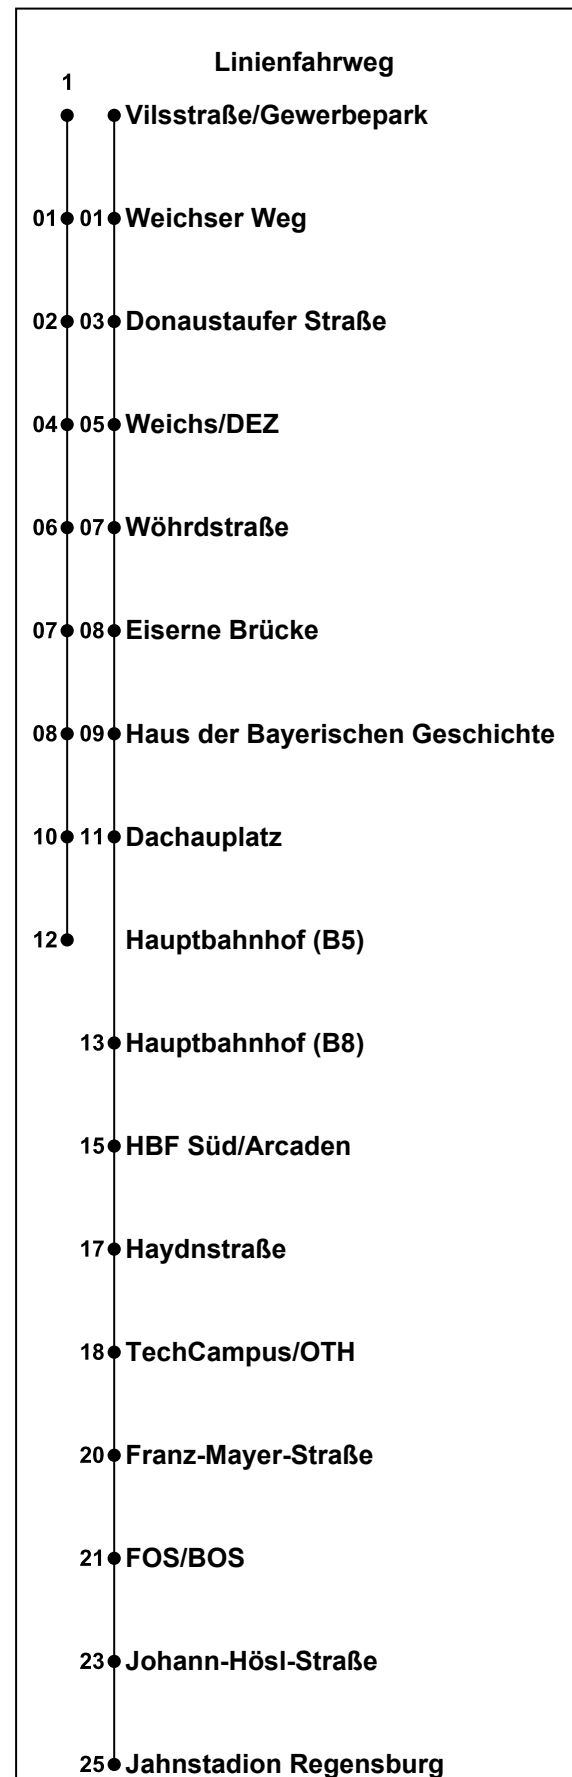 Linienfahrweg
1
Vilsstraße/Gewerbepark
01 01 Weichser Weg
02 03 Donaustaufer Straße
04 05 Weichs/DEZ
06 07 Wöhrdstraße
07 08 Eiserne Brücke
08 09 Haus der Bayerischen Geschichte
10 11 Dachauplatz
12 Hauptbahnhof (B5)
13 Hauptbahnhof (B8)
15 HBF Süd/Arcaden
17 Haydnstraße
18 TechCampus/OTH
20 Franz-Mayer-Straße
21 FOS/BOS
23 Johann-Hösl-Straße
25 Jahnstadion Regensburg